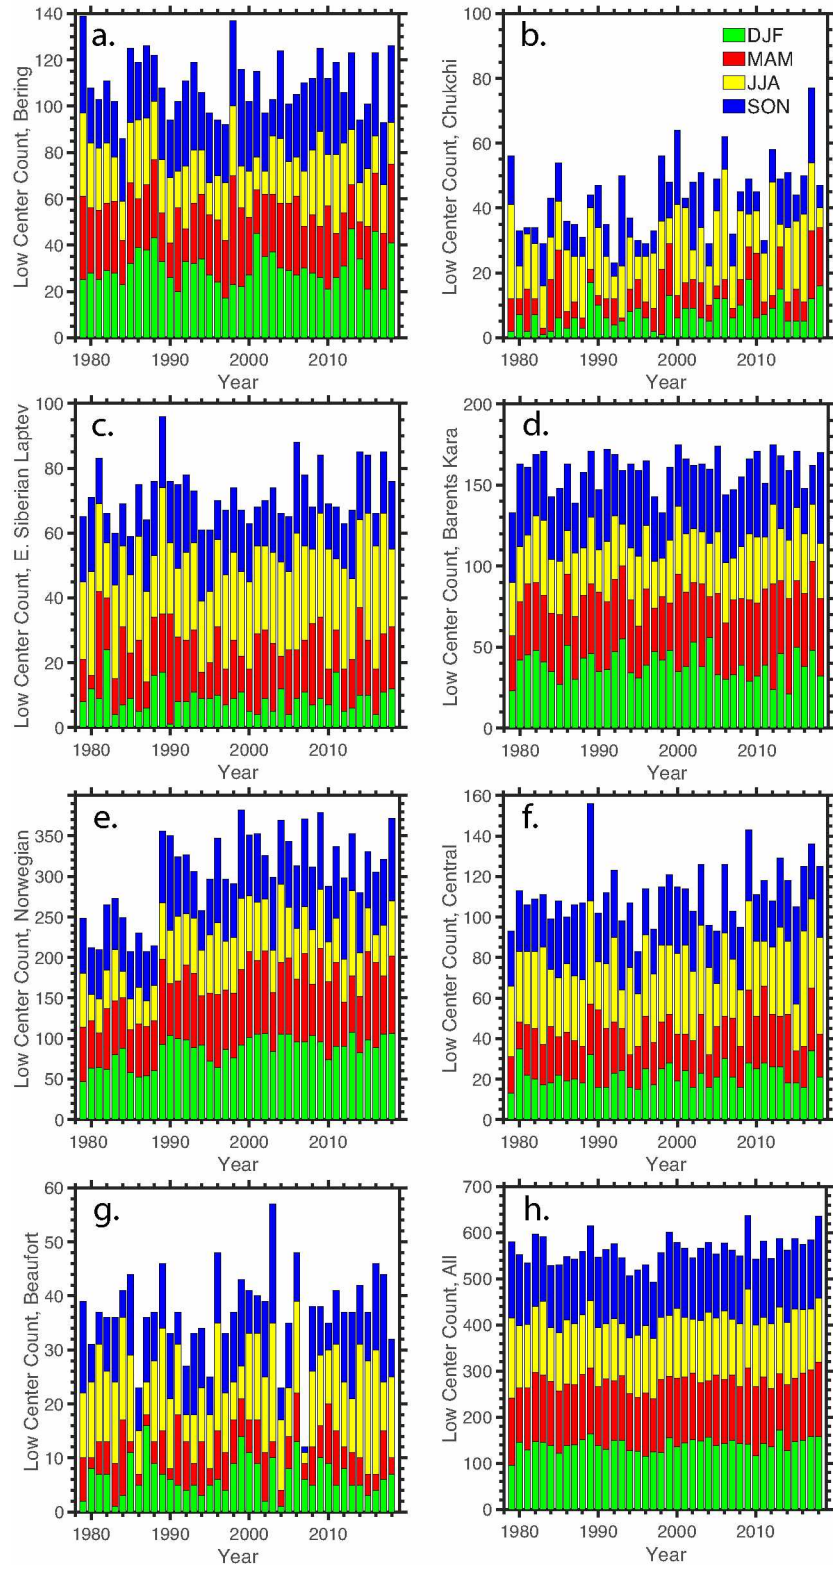 a.
Low Center Count, Bering
140
120
100
80
60
40
20
0
1980 1990 2000 2010
Year
b.
Low Center Count, Chukchi
100
80
60
40
20
0
DJF
MAM
JJA
SON
1980 1990 2000 2010
Year
c.
Low Center Count, E. Siberian Laptev
100
80
60
40
20
0
1980 1990 2000 2010
Year
d.
Low Center Count, Barents Kara
200
150
100
50
0
1980 1990 2000 2010
Year
e.
Low Center Count, Norwegian
350
300
250
200
150
100
50
0
1980 1990 2000 2010
Year
f.
Low Center Count, Central
160
140
120
100
80
60
40
20
0
1980 1990 2000 2010
Year
g.
Low Center Count, Beaufort
60
50
40
30
20
10
0
1980 1990 2000 2010
Year
h.
Low Center Count, All
700
600
500
400
300
200
100
0
1980 1990 2000 2010
Year